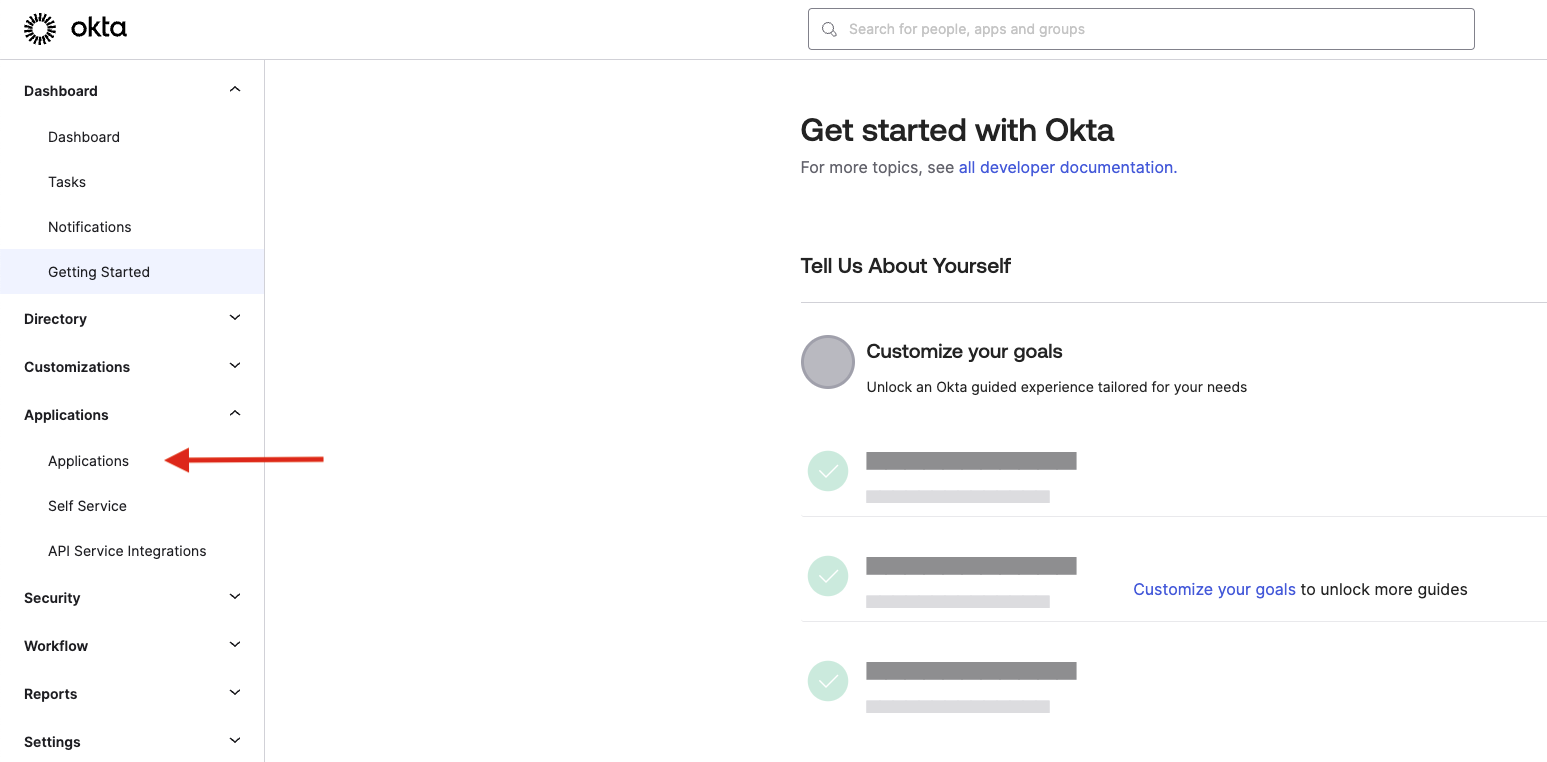 okta
Search for people, apps and groups
Dashboard
Dashboard
Tasks
Notifications
Getting Started
Directory
Customizations
Applications
Applications
Self Service
API Service Integrations
Security
Workflow
Reports
Settings
Get started with Okta
For more topics, see all developer documentation.
Tell Us About Yourself
Customize your goals
Unlock an Okta guided experience tailored for your needs
Customize your goals to unlock more guides